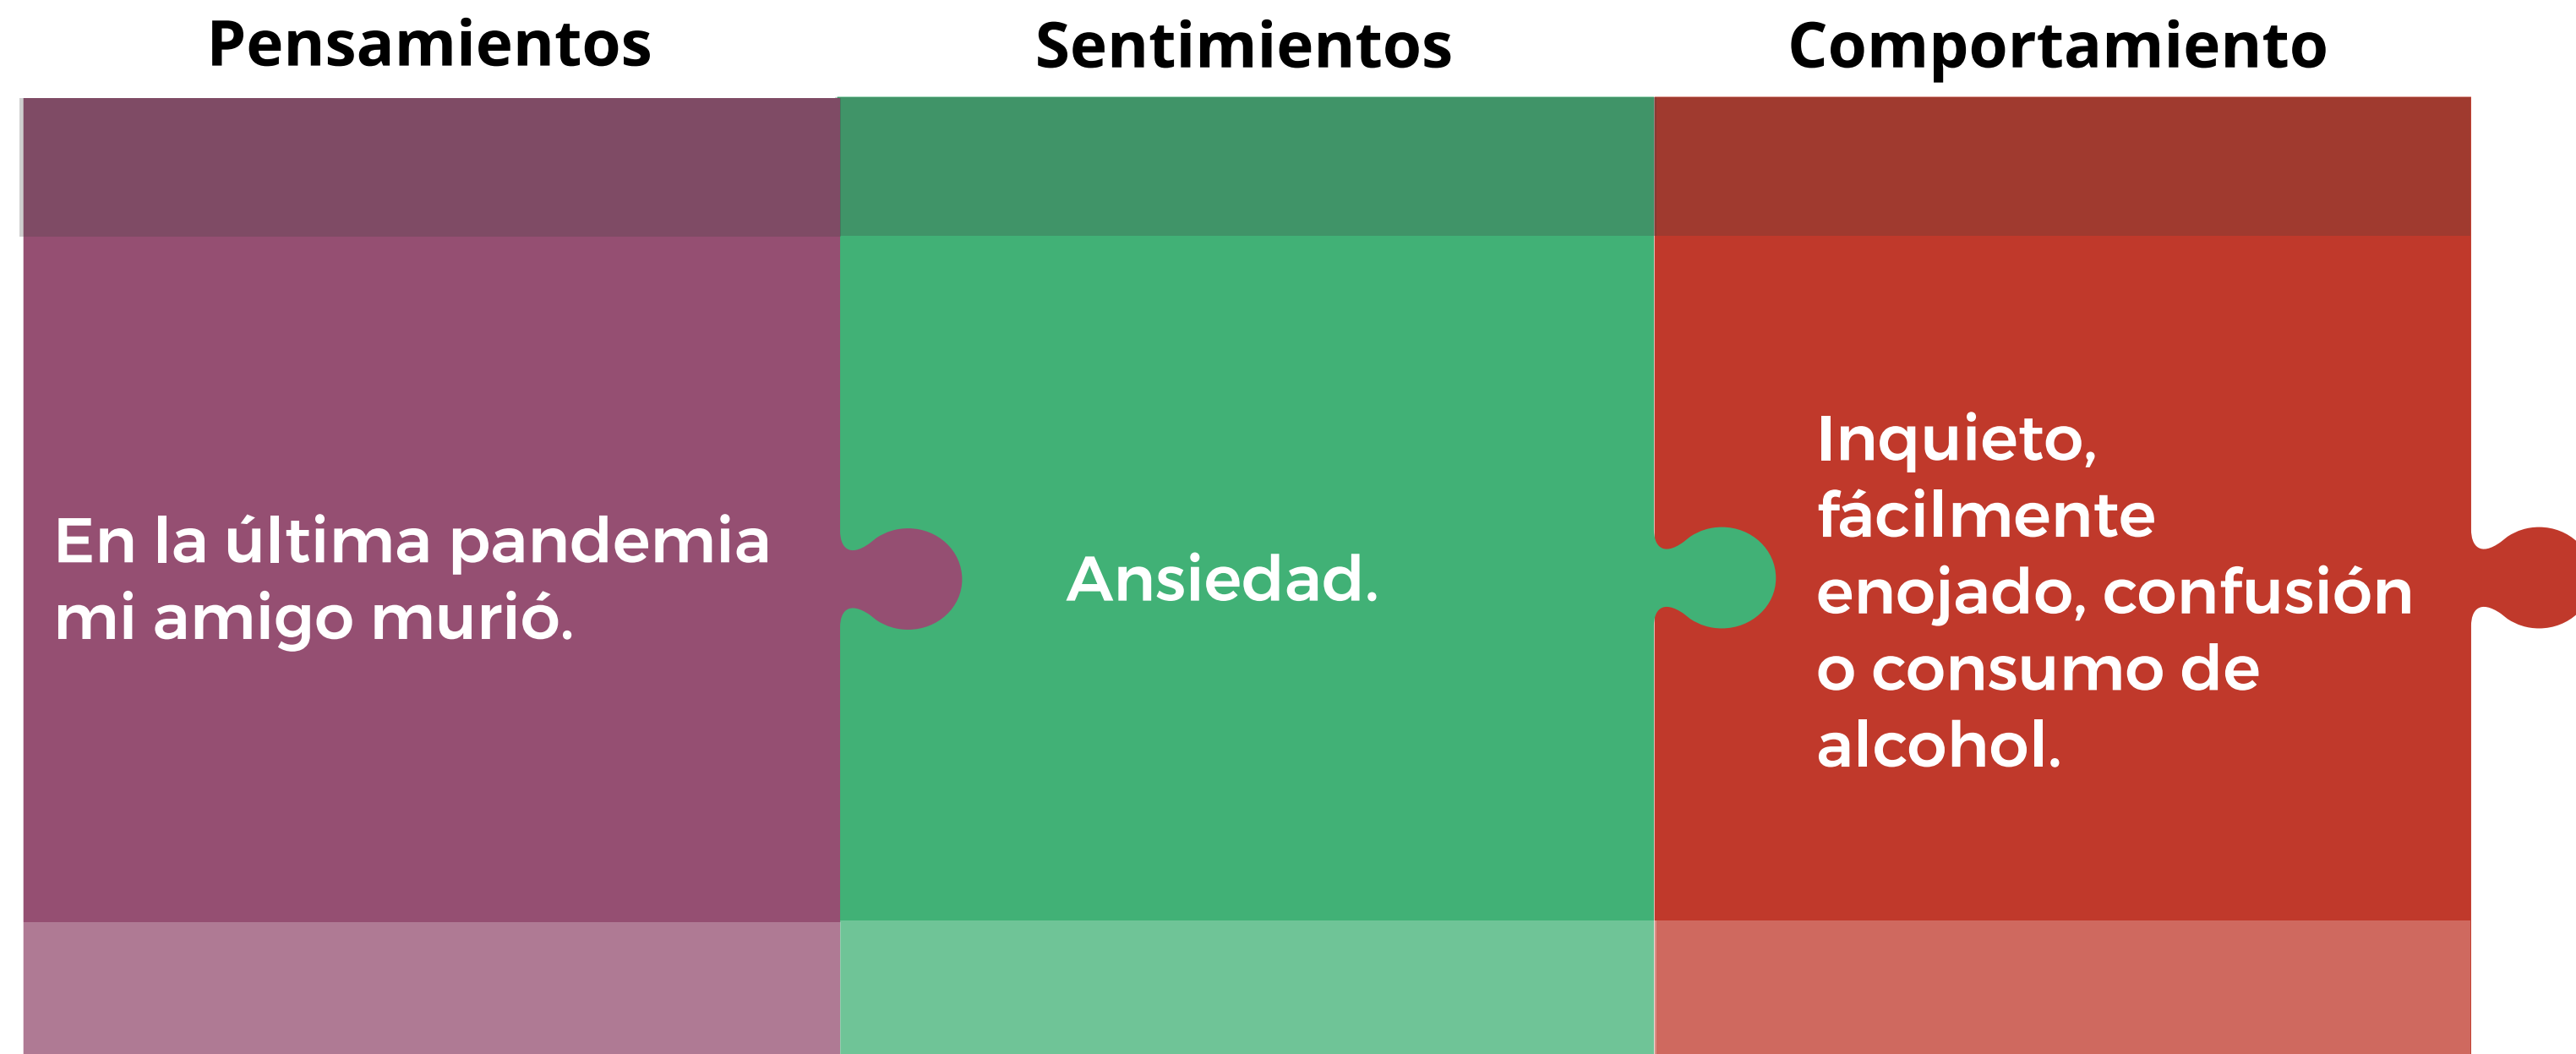 Pensamientos
Sentimientos
Comportamiento
En la última pandemia
mi amigo murió.
Ansiedad.
Inquieto,
fácilmente
enojado, confusión
o consumo de
alcohol.